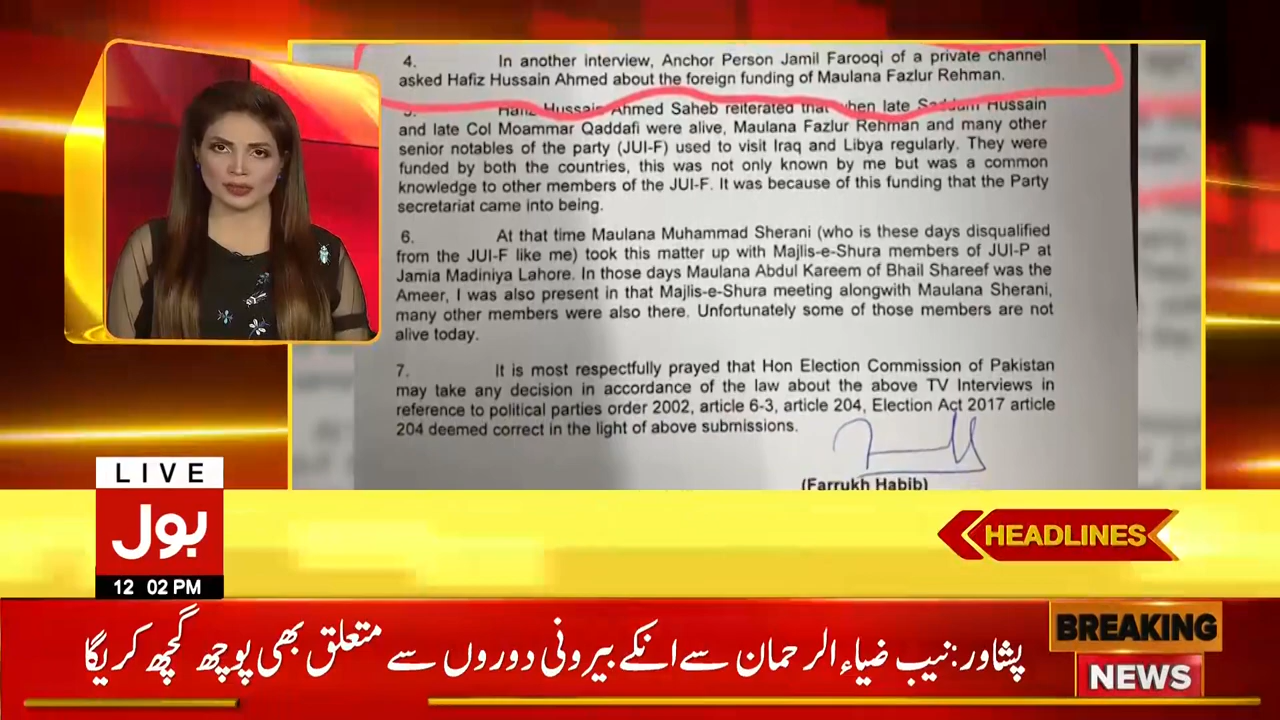 4. In another interview, Anchor Person Jamil Farooqi of a private channel
asked Hafiz Hussain Ahmed about the foreign funding of Maulana Fazlur Rehman.
Hafiz Hussain Ahmed Saheb reiterated that when late Saddam Hussain
and late Col Moammar Qaddafi were alive, Maulana Fazlur Rehman and many other
senior notables of the party (JUI-F) used to visit Iraq and Libya regularly. They were
funded by both the countries, this was not only known by me but was a common
knowledge to other members of the JUI-F. It was because of this funding that the Party
secretariat came into being.
6. At that time Maulana Muhammad Sherani (who is these days disqualified
from the JUI-F like me) took this matter up with Majlis-e-Shura members of JUI-P at
Jamia Madiniya Lahore. In those days Maulana Abdul Kareem of Bhail Shareef was the
Ameer, I was also present in that Majlis-e-Shura meeting alongwith Maulana Sherani,
many other members were also there. Unfortunately some of those members are not
alive today.
7. It is most respectfully prayed that Hon Election Commission of Pakistan
may take any decision in accordance of the law about the above TV Interviews in
reference to political parties order 2002, article 6-3, article 204, Election Act 2017 article
204 deemed correct in the light of above submissions.
(Farrukh Habib)
LIVE
بول
12 02 PM
HEADLINES
پشاور:نیب ضیاء الرحمان سے انکے بیرونی دوروں سے متعلق بھی پوچھ گچھ کریگا
BREAKING
NEWS